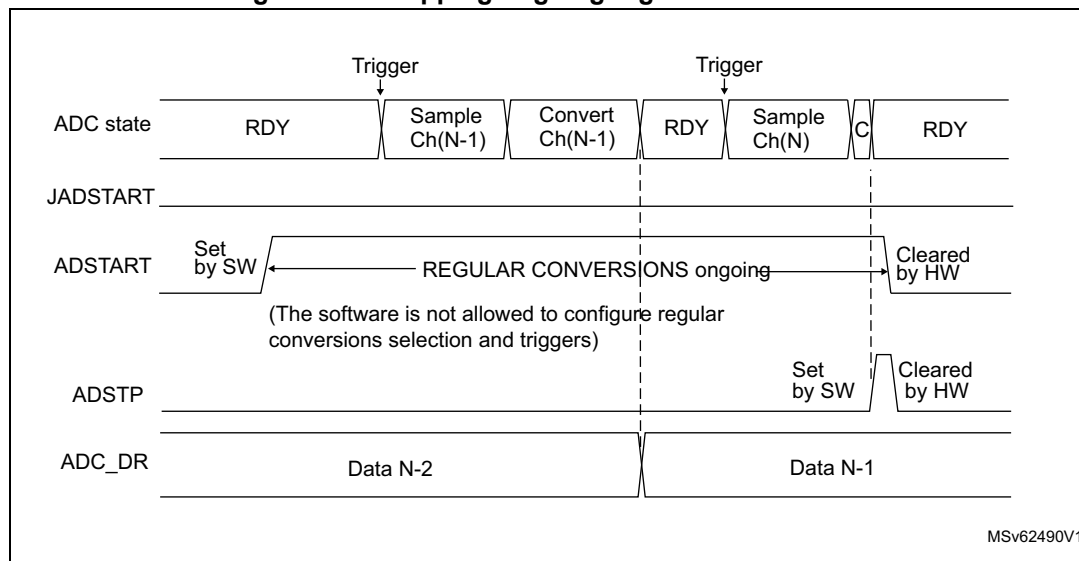 Trigger
Trigger
ADC state
RDY
Sample
Ch(N-1)
Convert
Ch(N-1)
RDY
Sample
Ch(N)
C
RDY
JADSTART
ADSTART
Set
by SW
REGULAR CONVERSIONS ongoing
Cleared
by HW
(The software is not allowed to configure regular
conversions selection and triggers)
ADSTP
Set
by SW
Cleared
by HW
ADC_DR
Data N-2
Data N-1
MSv62490V1